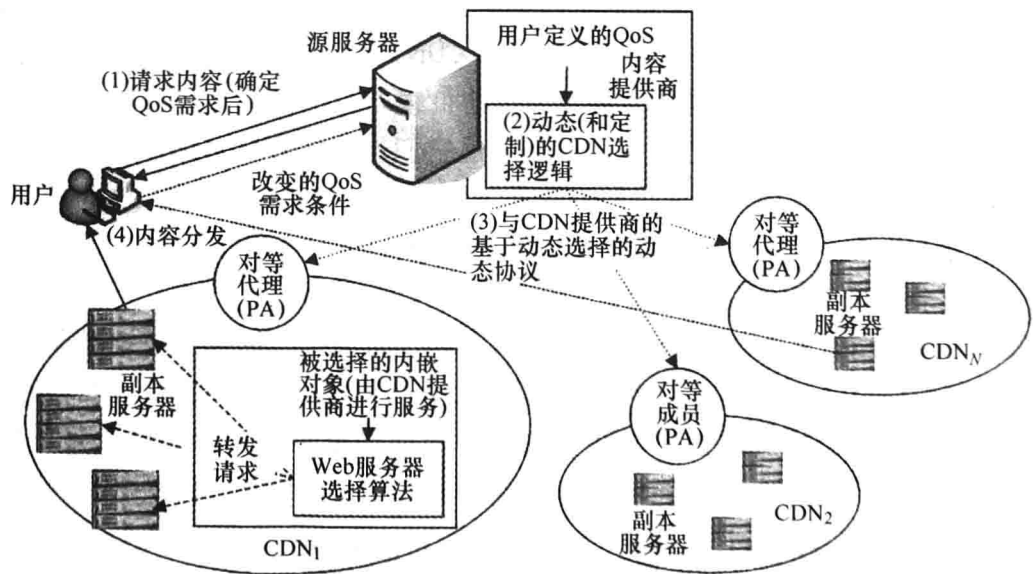 源服务器
用户定义的QoS
内容
提供商
(1)请求内容(确定
QoS需求后)
(2)动态(和定
制)的CDN选
择逻辑
用户
改变的QoS
需求条件
(4)内容分发
(3)与CDN提供商的
基于动态选择的动
态协议
对等
代理
(PA)
对等
代理
(PA)
副本
服务器
CDN_N
副本
服务器
被选择的内嵌
对象(由CDN提
供商进行服务)
转发
请求
Web服务器
选择算法
CDN₁
对等
成员
(PA)
副本
服务器
CDN₂